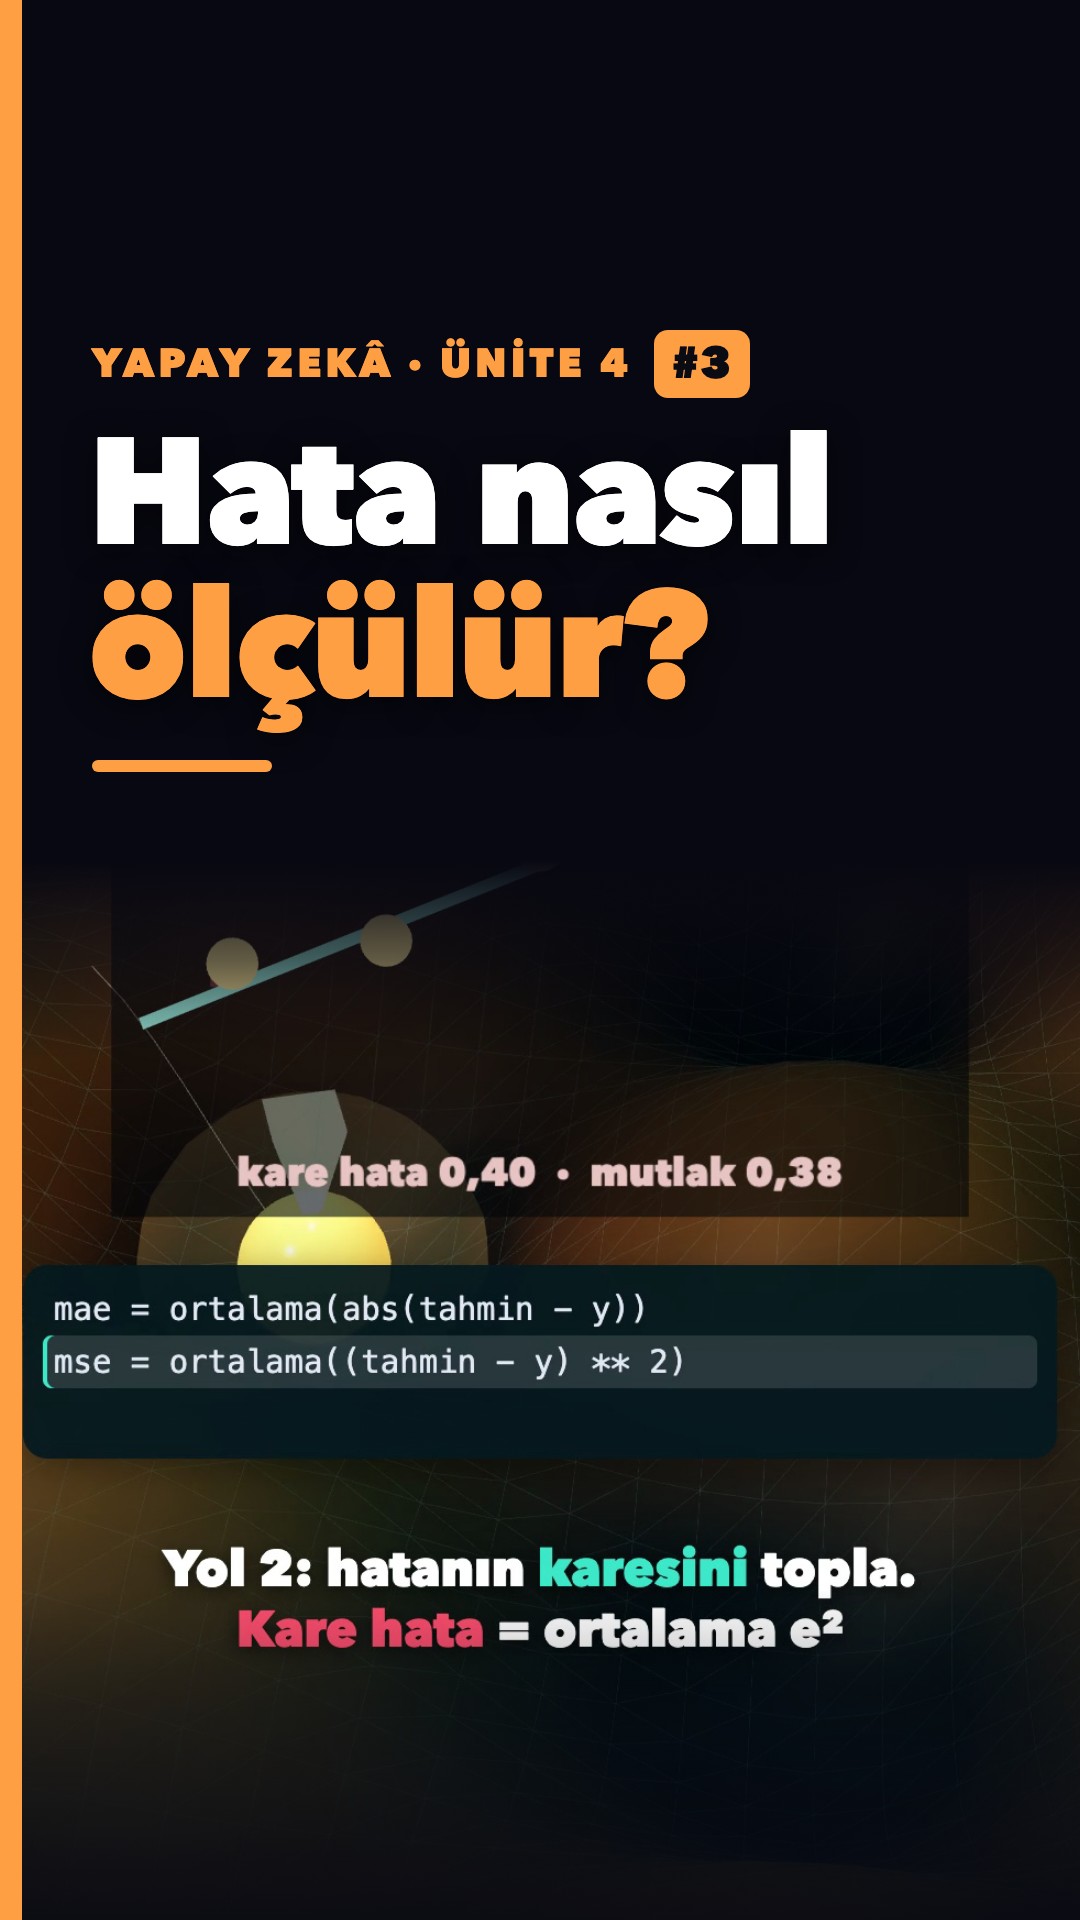 YAPAY ZEKÂ • ÜNİTE 4 #3
Hata nasıl
ölçülür?
kare hata 0,40 • mutlak 0,38
mae = ortalama(abs(tahmin − y))
mse = ortalama((tahmin − y) ** 2)
Yol 2: hatanın karesini topla.
Kare hata = ortalama e²